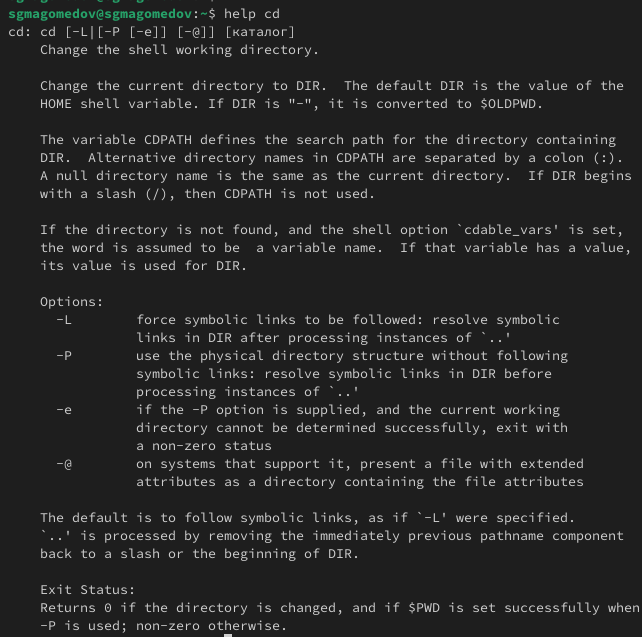 sgmagomedov@sgmagomedov:~$ help cd
cd: cd [-L|[-P [-e]] [-@]] [каталог]
Change the shell working directory.
Change the current directory to DIR.  The default DIR is the value of the
HOME shell variable. If DIR is "-", it is converted to $OLDPWD.
The variable CDPATH defines the search path for the directory containing
DIR.  Alternative directory names in CDPATH are separated by a colon (:).
A null directory name is the same as the current directory.  If DIR begins
with a slash (/), then CDPATH is not used.
If the directory is not found, and the shell option `cdable_vars' is set,
the word is assumed to be  a variable name.  If that variable has a value,
its value is used for DIR.
Options:
-L        force symbolic links to be followed: resolve symbolic
links in DIR after processing instances of `..'
-P        use the physical directory structure without following
symbolic links: resolve symbolic links in DIR before
processing instances of `..'
-e        if the -P option is supplied, and the current working
directory cannot be determined successfully, exit with
a non-zero status
-@        on systems that support it, present a file with extended
attributes as a directory containing the file attributes
The default is to follow symbolic links, as if `-L' were specified.
`..' is processed by removing the immediately previous pathname component
back to a slash or the beginning of DIR.
Exit Status:
Returns 0 if the directory is changed, and if $PWD is set successfully when
-P is used; non-zero otherwise.